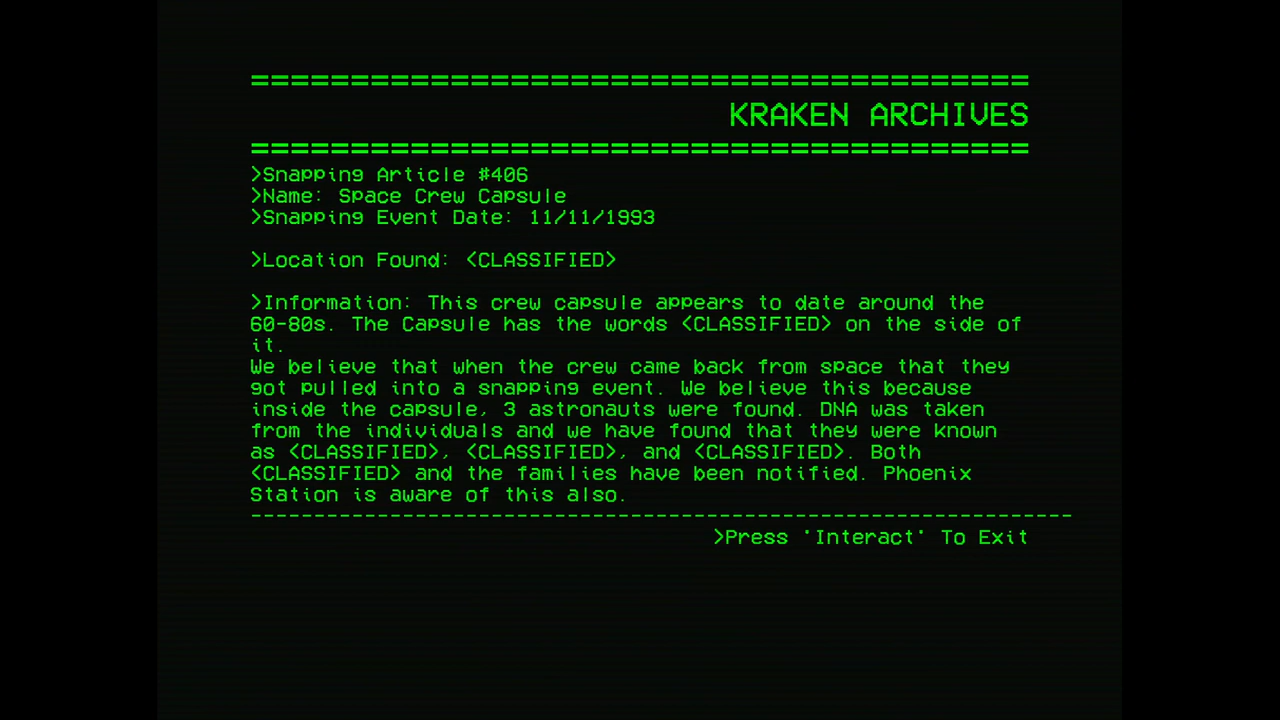 =======================================
KRAKEN ARCHIVES
=======================================
>Snapping Article #406
>Name: Space Crew Capsule
>Snapping Event Date: 11/11/1993
>Location Found: <CLASSIFIED>
>Information: This crew capsule appears to date around the
60-80s. The Capsule has the words <CLASSIFIED> on the side of
it.
We believe that when the crew came back from space that they
got pulled into a snapping event. We believe this because
inside the capsule, 3 astronauts were found. DNA was taken
from the individuals and we have found that they were known
as <CLASSIFIED>, <CLASSIFIED>, and <CLASSIFIED>. Both
<CLASSIFIED> and the families have been notified. Phoenix
Station is aware of this also.
-----------------------------------------------------------------
>Press 'Interact' To Exit